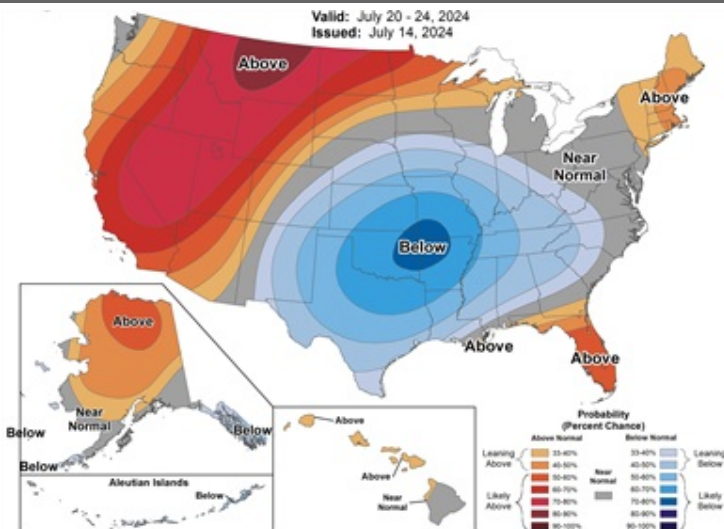 Valid: July 20 - 24, 2024
Issued: July 14, 2024
Above
Above
Near
Normal
Below
Above
Above
Above
Near
Normal
Below
Below
Below
Aleutian Islands
Below
Above
Above
Near
Normal
Probability
(Percent Chance)
Above Normal
Below Normal
Leaning
Above
33-40%
40-50%
Likely
Above
50-60%
60-70%
70-80%
80-90%
90-100%
Near
Normal
33-40%
40-50%
Leaning
Below
50-60%
60-70%
70-80%
80-90%
90-100%
Likely
Below